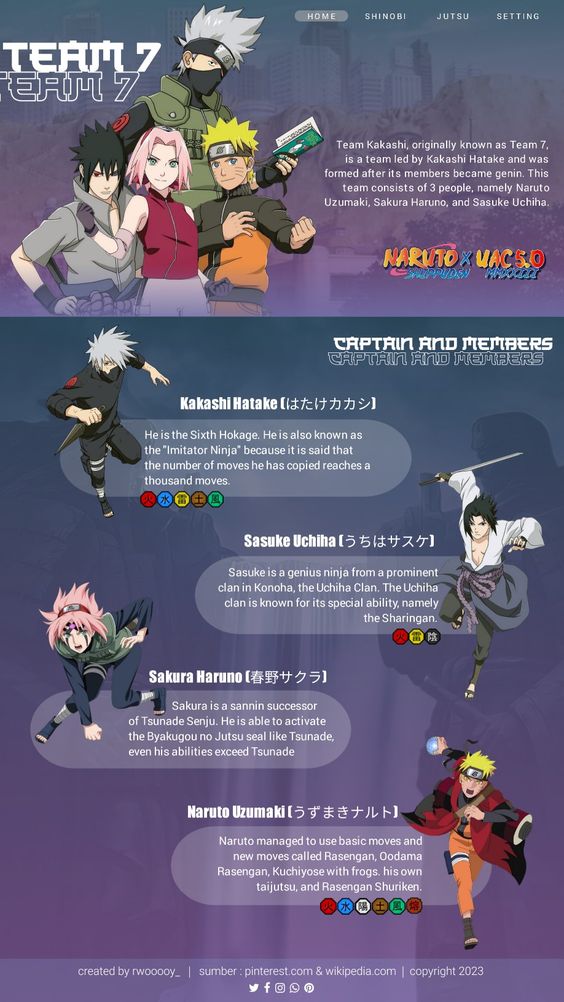 HOME SHINOBI JUTSU SETTING
TEAM 7
TEAM 7
Team Kakashi, originally known as Team 7,
is a team led by Kakashi Hatake and was
formed after its members became genin. This
team consists of 3 people, namely Naruto
Uzumaki, Sakura Haruno, and Sasuke Uchiha.
NARUTO X UAC 5.0
SHIPPUDEN MMXXIII
CAPTAIN AND MEMBERS
CAPTAIN AND MEMBERS
Kakashi Hatake (はたけカカシ)
He is the Sixth Hokage. He is also known as
the "Imitator Ninja" because it is said that
the number of moves he has copied reaches a
thousand moves.
火 水 雷 土 風
Sasuke Uchiha (うちはサスケ)
Sasuke is a genius ninja from a prominent
clan in Konoha, the Uchiha Clan. The Uchiha
clan is known for its special ability, namely
the Sharingan.
火 雷 陰
Sakura Haruno (春野サクラ)
Sakura is a sannin successor
of Tsunade Senju. He is able to activate
the Byakugou no Jutsu seal like Tsunade,
even his abilities exceed Tsunade
Naruto Uzumaki (うずまきナルト)
Naruto managed to use basic moves and
new moves called Rasengan, Oodama
Rasengan, Kuchiyose with frogs. his own
taijutsu, and Rasengan Shuriken.
火 水 陽 土 風 熔
created by rwooooy_ | sumber : pinterest.com & wikipedia.com | copyright 2023